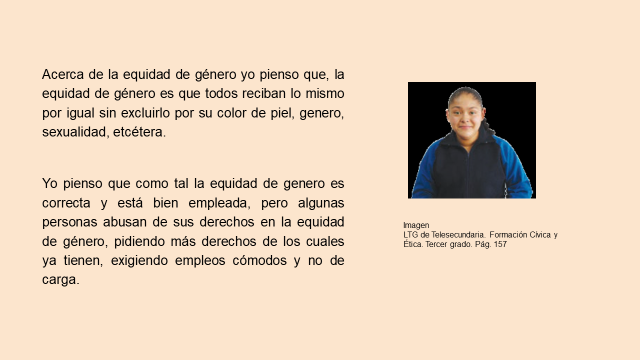 Acerca de la equidad de género yo pienso que, la
equidad de género es que todos reciban lo mismo
por igual sin excluirlo por su color de piel, genero,
sexualidad, etcétera.
Yo pienso que como tal la equidad de genero es
correcta y está bien empleada, pero algunas
personas abusan de sus derechos en la equidad
de género, pidiendo más derechos de los cuales
ya tienen, exigiendo empleos cómodos y no de
carga.
Imagen
LTG de Telesecundaria. Formación Cívica y
Ética. Tercer grado. Pág. 157